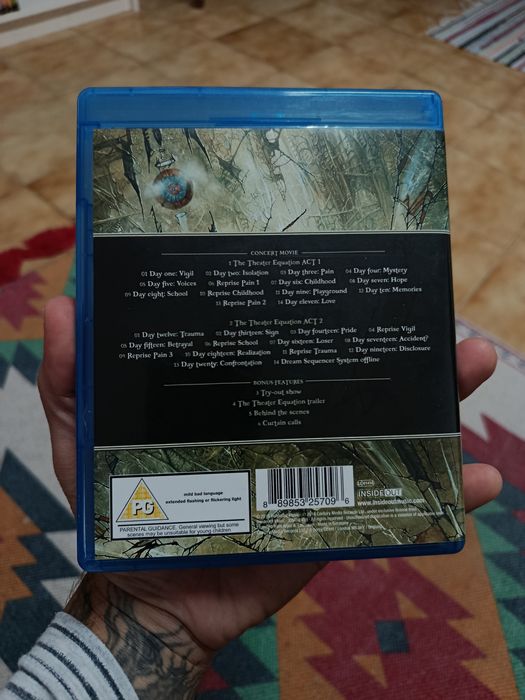 CONCERT MOVIE
1 The Theater Equation ACT 1
01 Day one: Vigil 02 Day two: Isolation 03 Day three: Pain 04 Day four: Mystery
05 Day five: Voices 06 Reprise Pain 1 07 Day six: Childhood 08 Day seven: Hope
09 Day eight: School 10 Reprise Childhood 11 Day nine: Playground 12 Day ten: Memories
13 Reprise Pain 2 14 Day eleven: Love
2 The Theater Equation ACT 2
01 Day twelve: Trauma 02 Day thirteen: Sign 03 Day fourteen: Pride 04 Reprise Vigil
05 Day fifteen: Betrayal 06 Reprise School 07 Day sixteen: Loser 08 Day seventeen: Accident?
09 Reprise Pain 3 10 Day eighteen: Realization 11 Reprise Trauma 12 Day nineteen: Disclosure
13 Day twenty: Confrontation 14 Dream Sequencer System offline
BONUS FEATURES
3 Try-out show
4 The Theater Equation trailer
5 Behind the scenes
6 Curtain calls
PG
mild bad language
extended flashing or flickering light
PARENTAL GUIDANCE. General viewing but some
scenes may be unsuitable for young children
8 89853 25709 6
INSIDEOUT
www.insideoutmusic.com